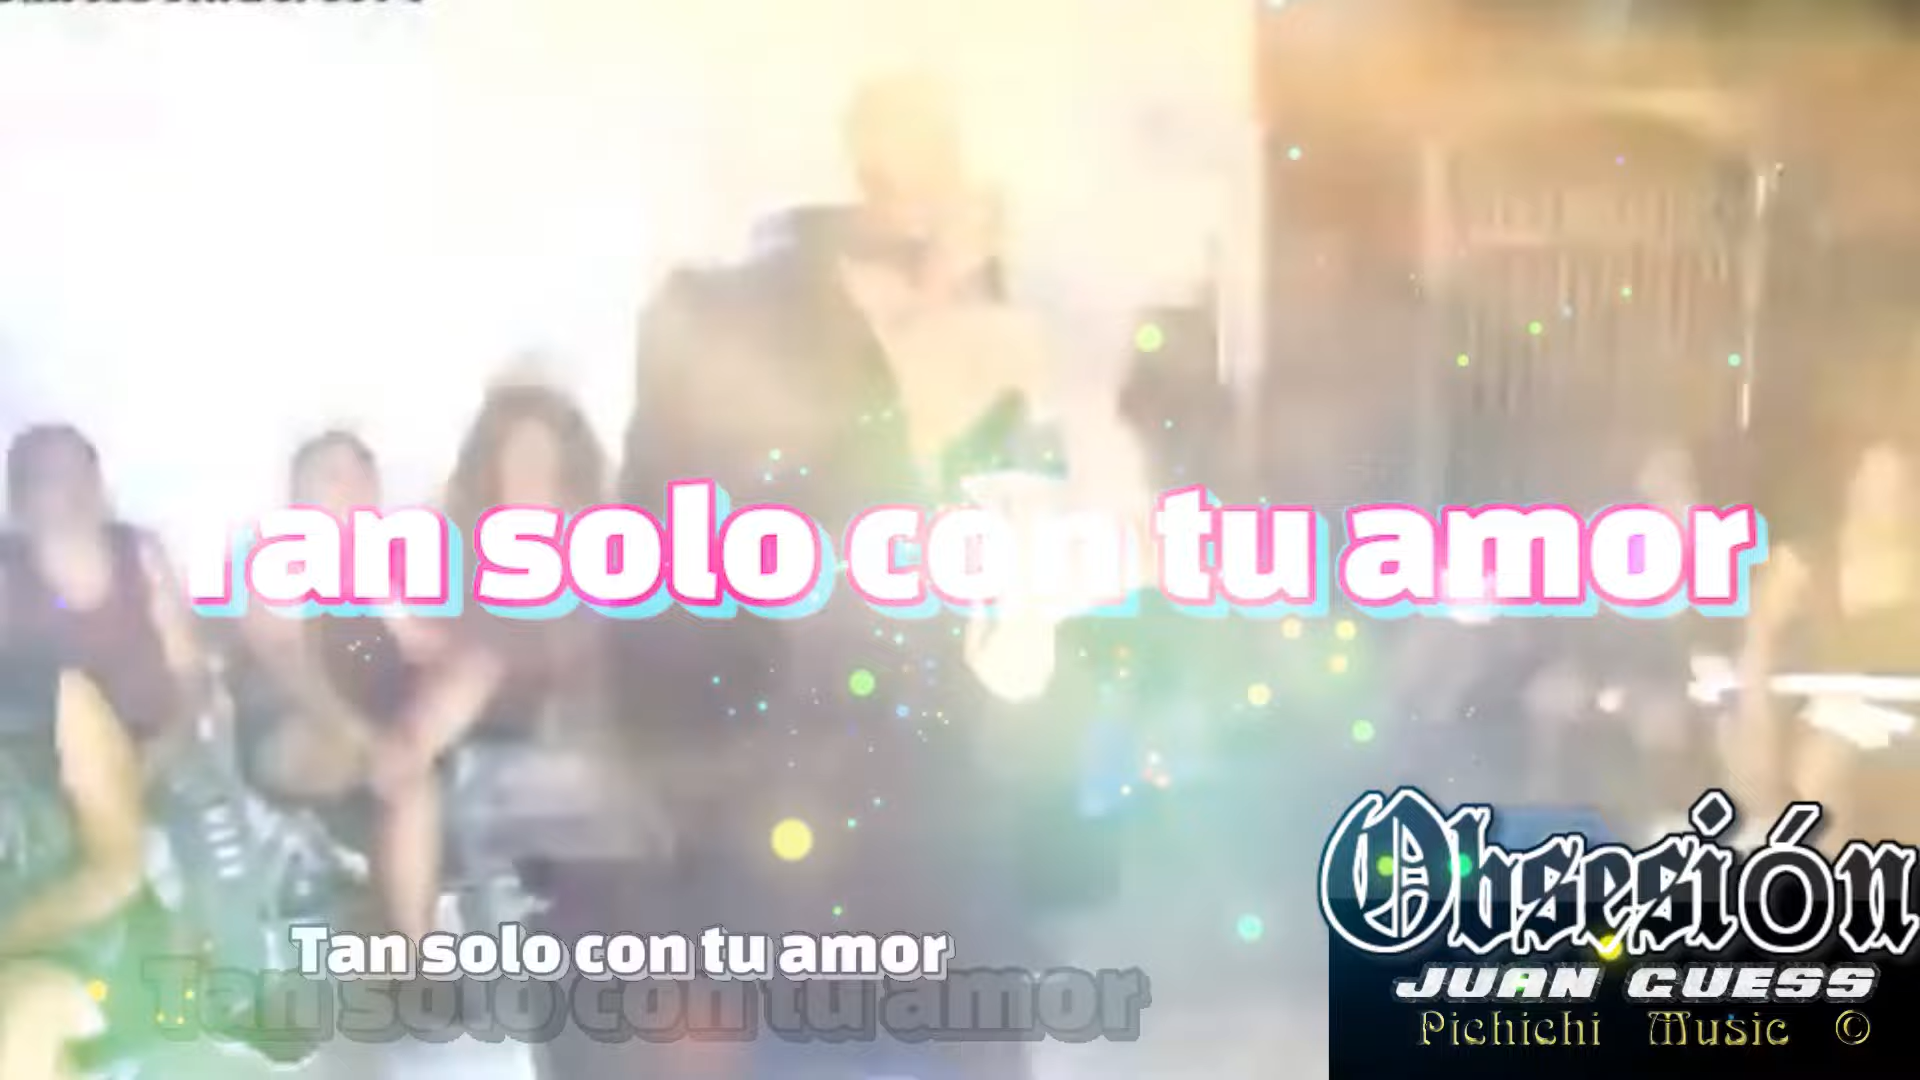 Tan solo con tu amor
Tan solo con tu amor
Tan solo con tu amor
Obsesión
JUAN GUESS
Pichichi Music ©